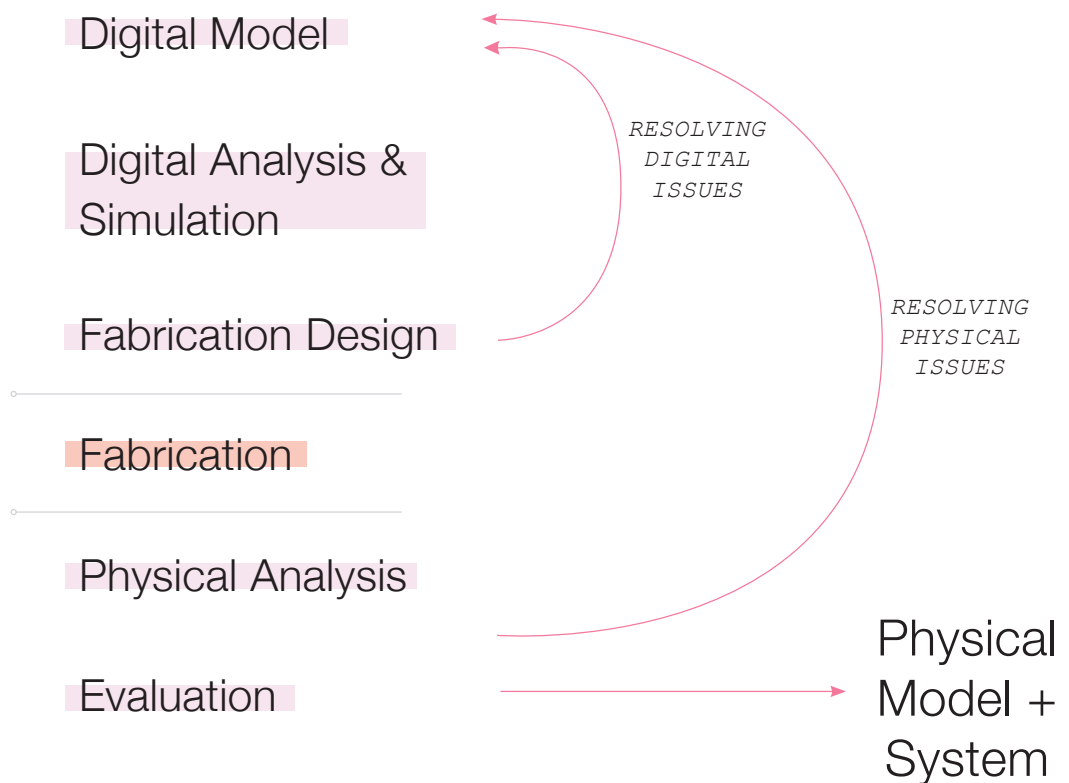 Digital Model
RESOLVING
DIGITAL
ISSUES
Digital Analysis &
Simulation
Fabrication Design
RESOLVING
PHYSICAL
ISSUES
Fabrication
Physical Analysis
Evaluation
Physical
Model +
System